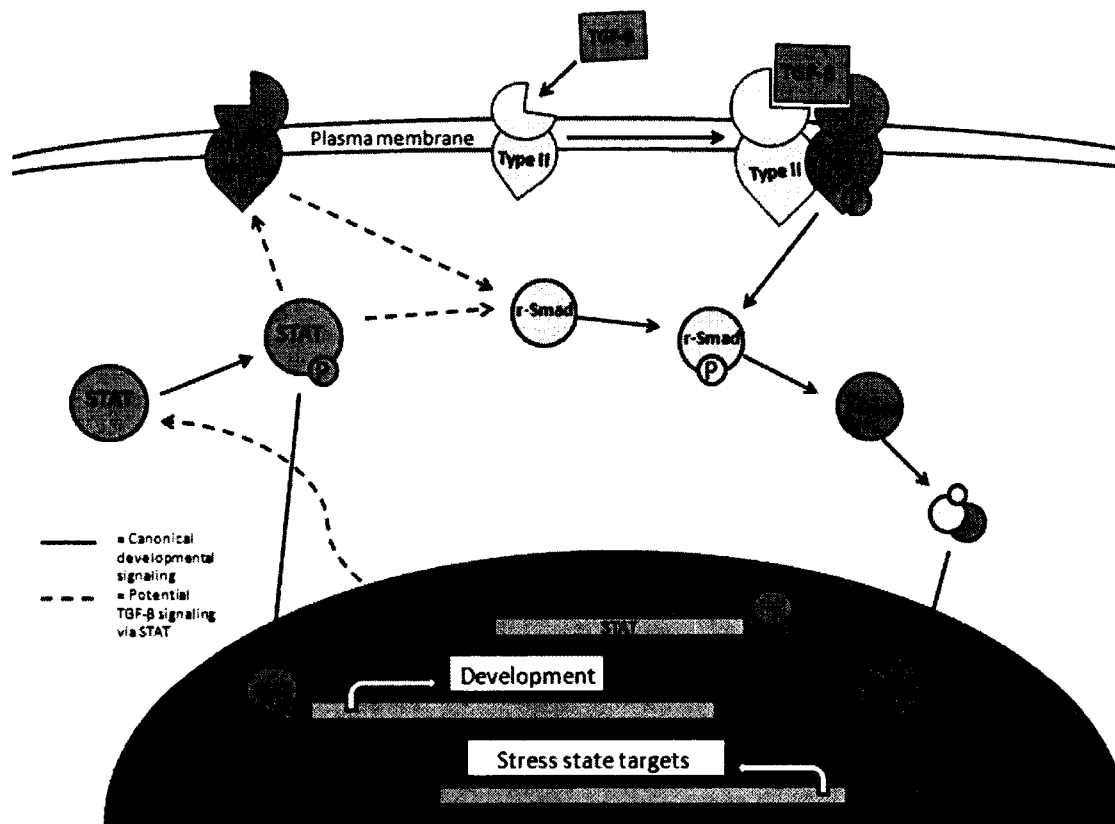 TGF-β
TGF-β
Plasma membrane
Type II
Type II
r-Smad
STAT
r-Smad
P
P
STAT
= Canonical
developmental
signaling
= Potential
TGF-β signaling
via STAT
STAT
Development
Stress state targets